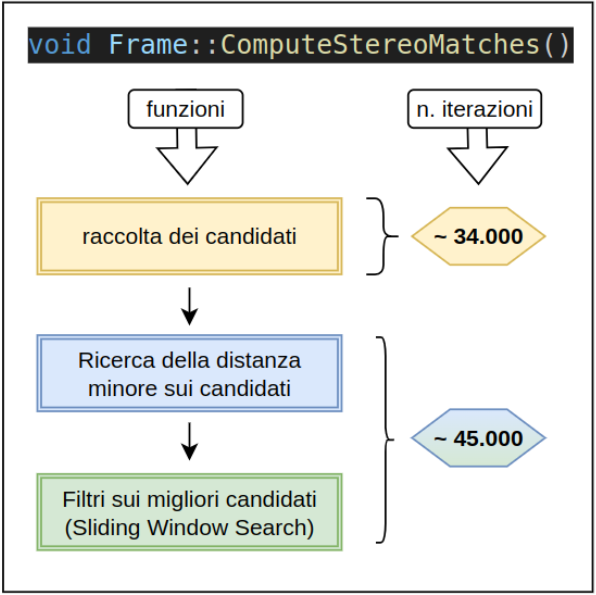 void Frame::ComputeStereoMatches()
funzioni
n. iterazioni
raccolta dei candidati
~ 34.000
Ricerca della distanza
minore sui candidati
~ 45.000
Filtri sui migliori candidati
(Sliding Window Search)